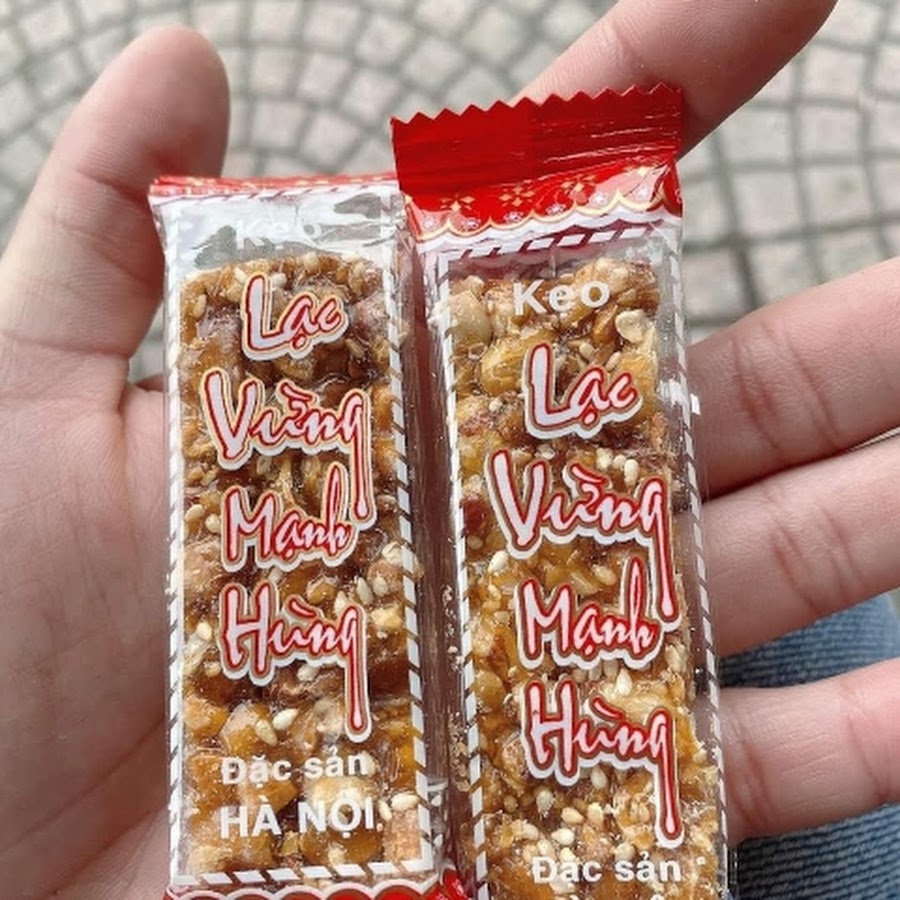 Kẹo
Lạc
Vừng
Mạnh
Hùng
Đặc sản
HÀ NỘI
Kẹo
Lạc
Vừng
Mạnh
Hùng
Đặc sản